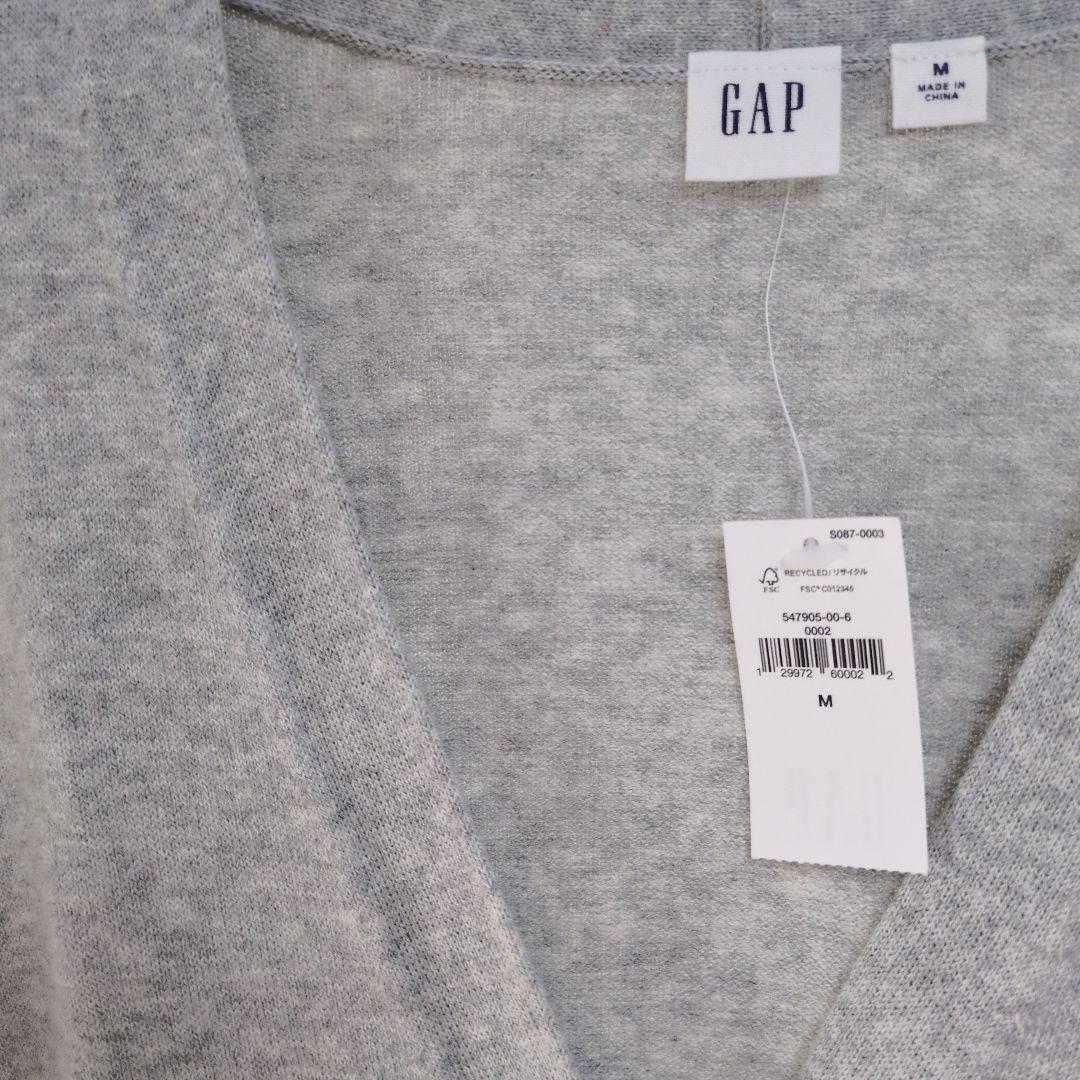 GAP
M
MADE IN
CHINA
S087-0003
RECYCLED/リサイクル
FSC
FSC® C012345
547905-00-6
0002
1 29972 60002 2
M